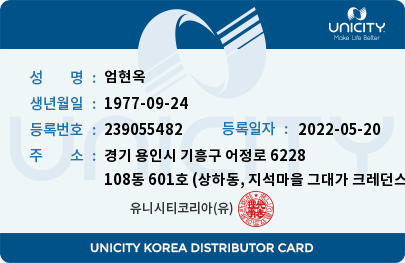 UNICITY
Make Life Better
성 명 : 엄현옥
생년월일 : 1977-09-24
등록번호 : 239055482 등록일자 : 2022-05-20
주 소 : 경기 용인시 기흥구 어정로 6228
108동 601호 (상하동, 지석마을 그대가 크레던스
유니시티코리아(유)
UNICITY KOREA DISTRIBUTOR CARD
UNICITY